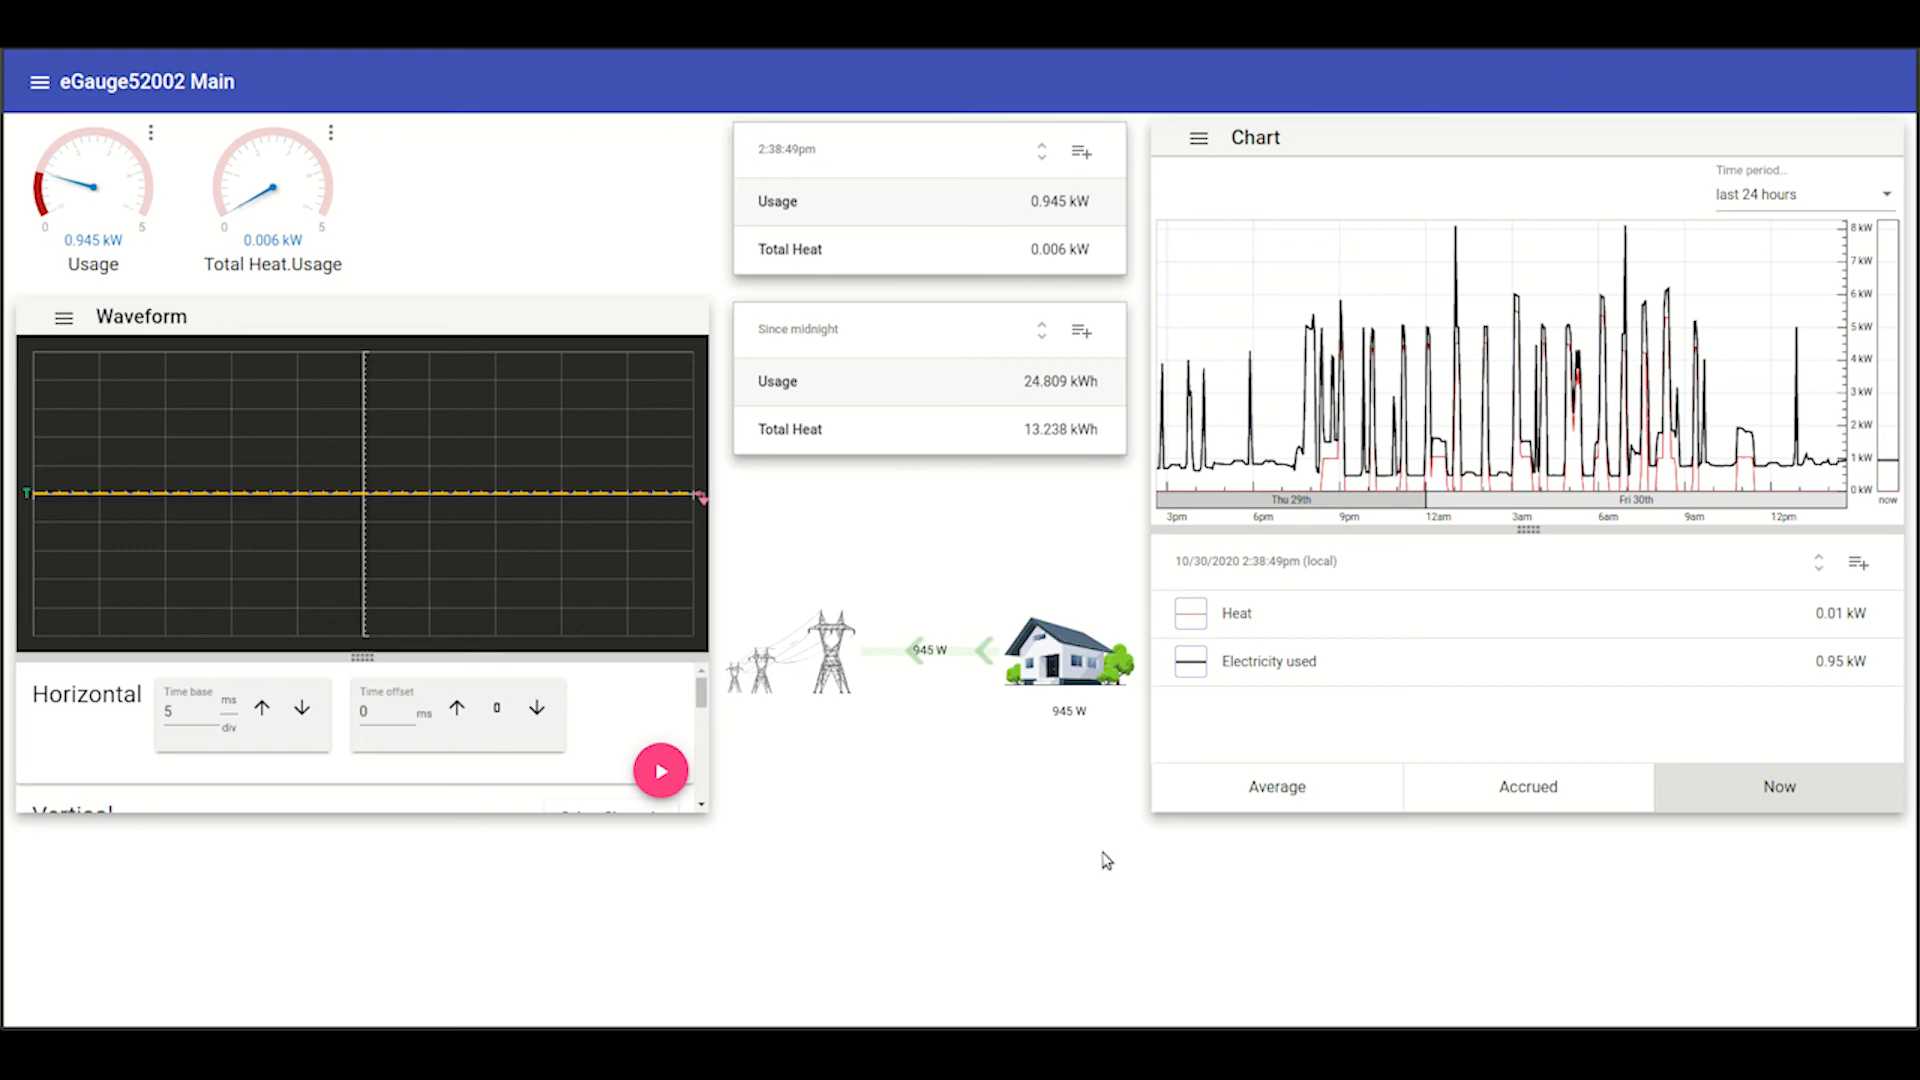 eGauge52002 Main
0 5
0.945 kW
Usage
0 5
0.006 kW
Total Heat.Usage
Waveform
T
Horizontal
Time base
5 ms
div
Time offset
0 ms
0
Vertical
2:38:49pm
Usage 0.945 kW
Total Heat 0.006 kW
Since midnight
Usage 24.809 kWh
Total Heat 13.238 kWh
945 W
945 W
Chart
Time period...
last 24 hours
8 kW
7 kW
6 kW
5 kW
4 kW
3 kW
2 kW
1 kW
0 kW
now
Thu 29th Fri 30th
3pm 6pm 9pm 12am 3am 6am 9am 12pm
10/30/2020 2:38:49pm (local)
Heat 0.01 kW
Electricity used 0.95 kW
Average Accrued Now